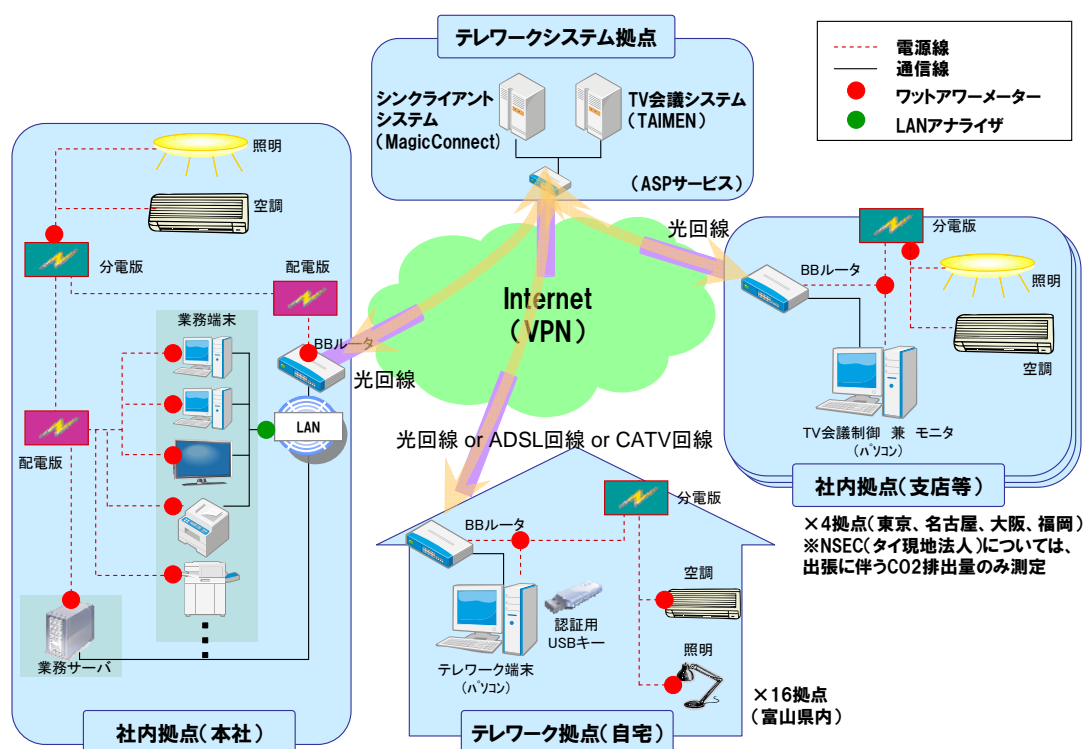 テレワークシステム拠点
シンクライアント
システム
(MagicConnect)
TV会議システム
(TAIMEN)
(ASPサービス)
電源線
通信線
ワットアワーメーター
LANアナライザ
照明
空調
分電版
配電版
業務端末
BBルータ
光回線
LAN
配電版
業務サーバ
社内拠点(本社)
Internet
(VPN)
光回線
分電版
BBルータ
照明
空調
TV会議制御 兼 モニタ
(パソコン)
社内拠点(支店等)
×4拠点(東京、名古屋、大阪、福岡)
※NSEC(タイ現地法人)については、
出張に伴うCO2排出量のみ測定
光回線 or ADSL回線 or CATV回線
分電版
BBルータ
空調
認証用
USBキー
テレワーク端末
(パソコン)
照明
×16拠点
(富山県内)
テレワーク拠点(自宅)